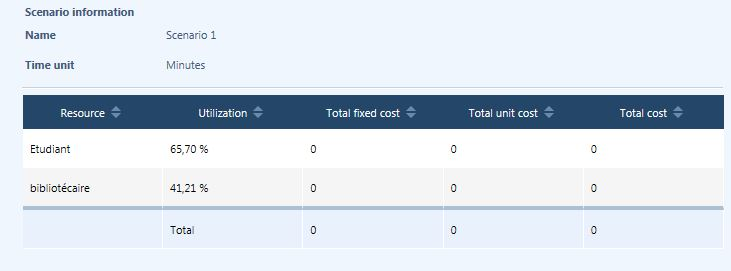 Scenario information
Name Scenario 1
Time unit Minutes
Resource Utilization Total fixed cost Total unit cost Total cost
Etudiant 65,70 % 0 0 0
bibliotécaire 41,21 % 0 0 0
Total 0 0 0